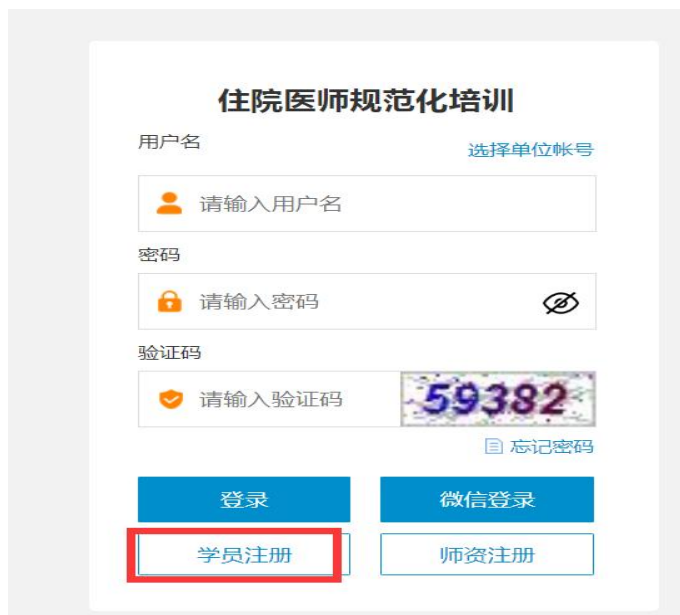 住院医师规范化培训
用户名
选择单位帐号
请输入用户名
密码
请输入密码
验证码
请输入验证码
59382
忘记密码
登录
微信登录
学员注册
师资注册